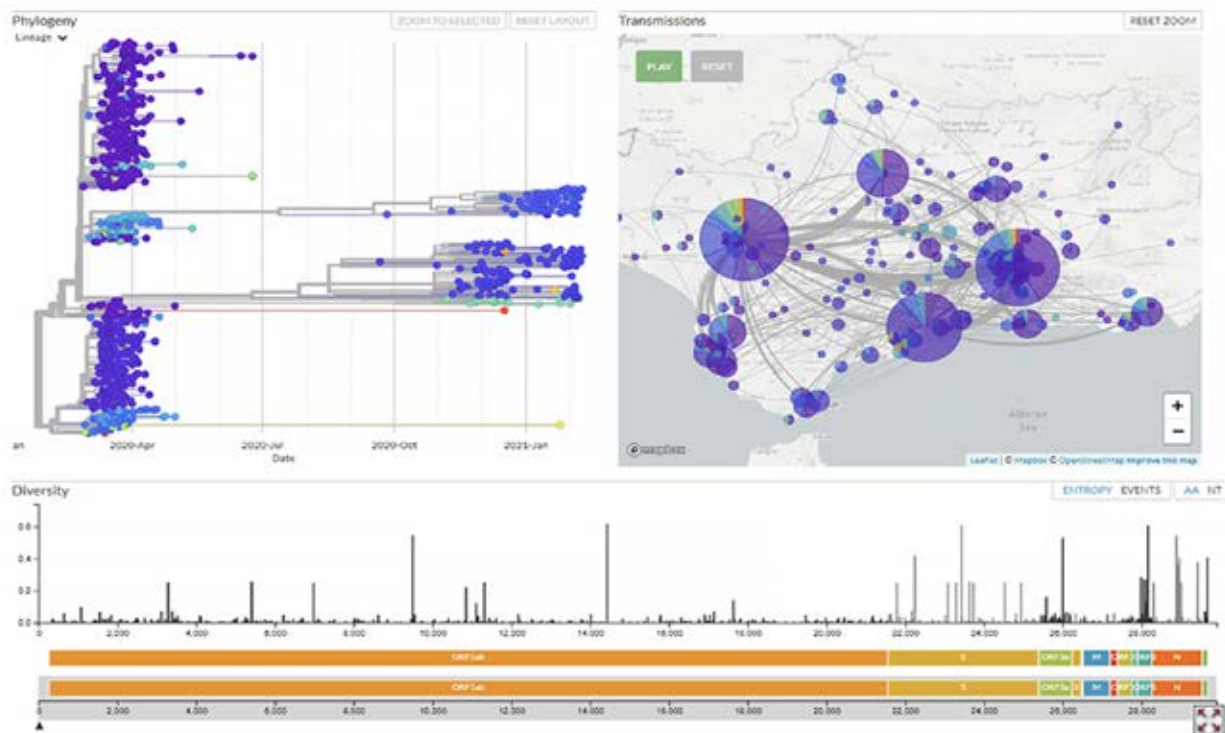 Phylogeny
ZOOM TO SELECTED
RESET LAYOUT
Lineage
an
2020-Apr
2020-Jul
2020-Oct
2021-Jan
Date
Transmissions
RESET ZOOM
PLAY
RESET
Alboran
Sea
+
−
mapbox
Leaflet | © Mapbox © OpenStreetMap Improve this map
Diversity
ENTROPY EVENTS
AA NT
0.6
0.4
0.2
0.0
0 2,000 4,000 6,000 8,000 10,000 12,000 14,000 16,000 18,000 20,000 22,000 24,000 26,000 28,000
ORF1ab S ORF3a M N
ORF1ab S ORF3a M N
0 2,000 4,000 6,000 8,000 10,000 12,000 14,000 16,000 18,000 20,000 22,000 24,000 26,000 28,000